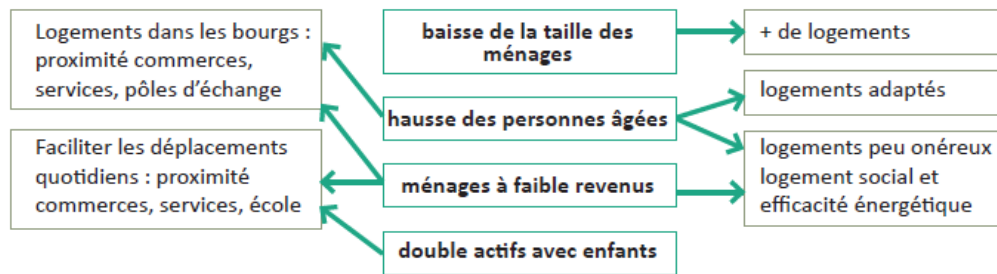 Logements dans les bourgs :
proximité commerces,
services, pôles d'échange
Faciliter les déplacements
quotidiens : proximité
commerces, services, école
baisse de la taille des
ménages
hausse des personnes âgées
ménages à faible revenus
double actifs avec enfants
+ de logements
logements adaptés
logements peu onéreux
logement social et
efficacité énergétique